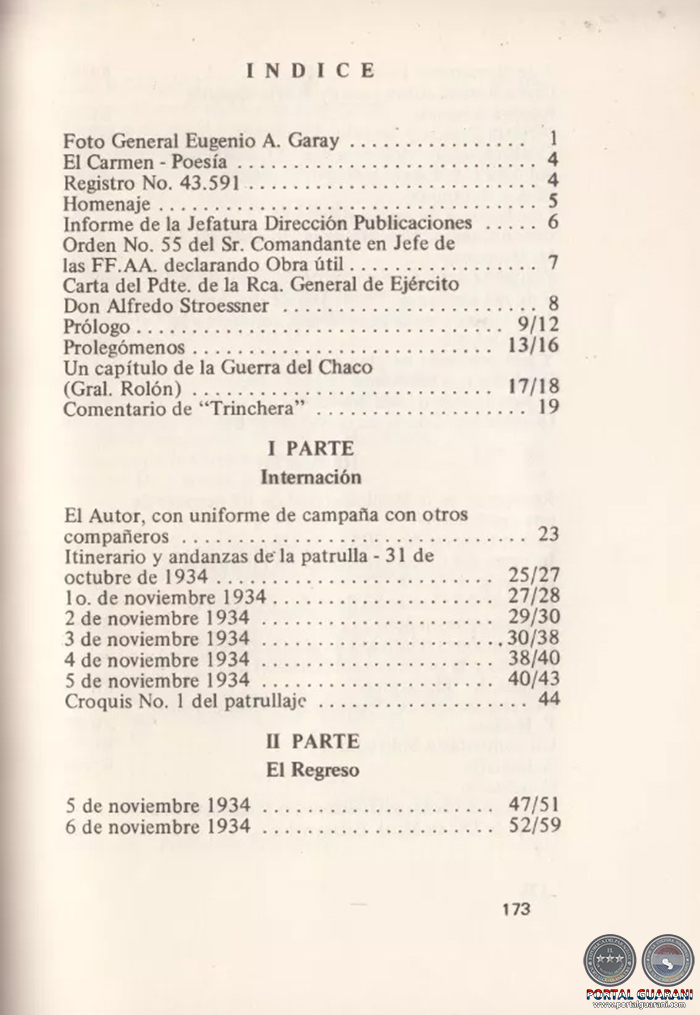 INDICE
Foto General Eugenio A. Garay ................ 1
El Carmen - Poesía .......................... 4
Registro No. 43.591 ......................... 4
Homenaje ................................. 5
Informe de la Jefatura Dirección Publicaciones ..... 6
Orden No. 55 del Sr. Comandante en Jefe de
las FF.AA. declarando Obra útil ................. 7
Carta del Pdte. de la Rca. General de Ejército
Don Alfredo Stroessner ....................... 8
Prólogo ................................ 9/12
Prolegómenos .......................... 13/16
Un capítulo de la Guerra del Chaco
(Gral. Rolón) .......................... 17/18
Comentario de "Trinchera" ................... 19
I PARTE
Internación
El Autor, con uniforme de campaña con otros
compañeros .............................. 23
Itinerario y andanzas de la patrulla - 31 de
octubre de 1934 ........................ 25/27
1o. de noviembre 1934 .................... 27/28
2 de noviembre 1934 ..................... 29/30
3 de noviembre 1934 ..................... 30/38
4 de noviembre 1934 ..................... 38/40
5 de noviembre 1934 ..................... 40/43
Croquis No. 1 del patrullaje ................... 44
II PARTE
El Regreso
5 de noviembre 1934 ..................... 47/51
6 de noviembre 1934 ..................... 52/59
173
PORTAL GUARANI
www.portalguarani.com